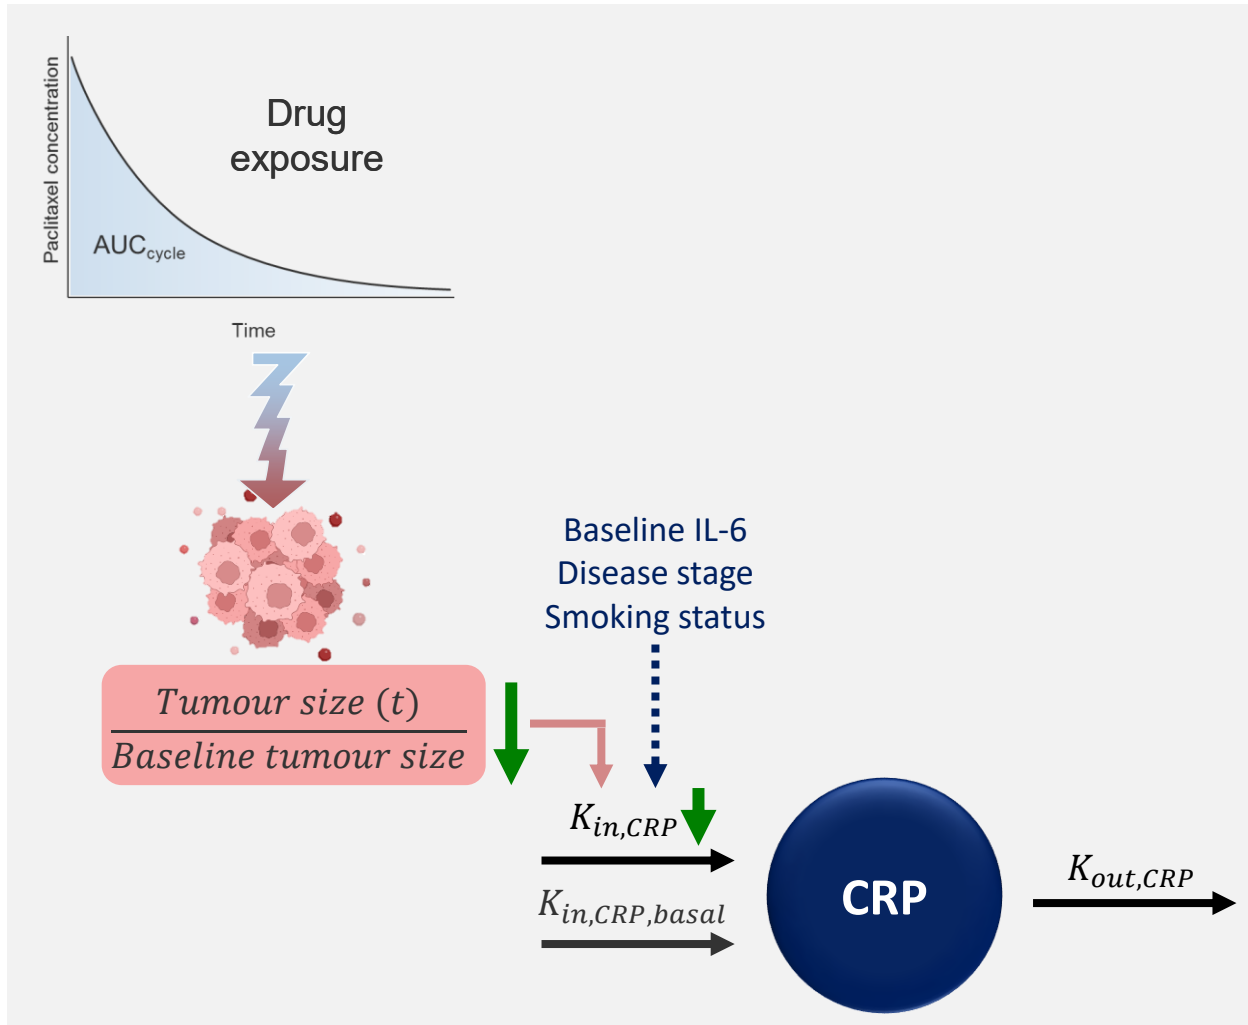 Drug
exposure
Paclitaxel concentration
AUCcycle
Time
Baseline IL-6
Disease stage
Smoking status
Tumour size (t)
Baseline tumour size
Kin,CRP
Kin,CRP,basal
CRP
Kout,CRP